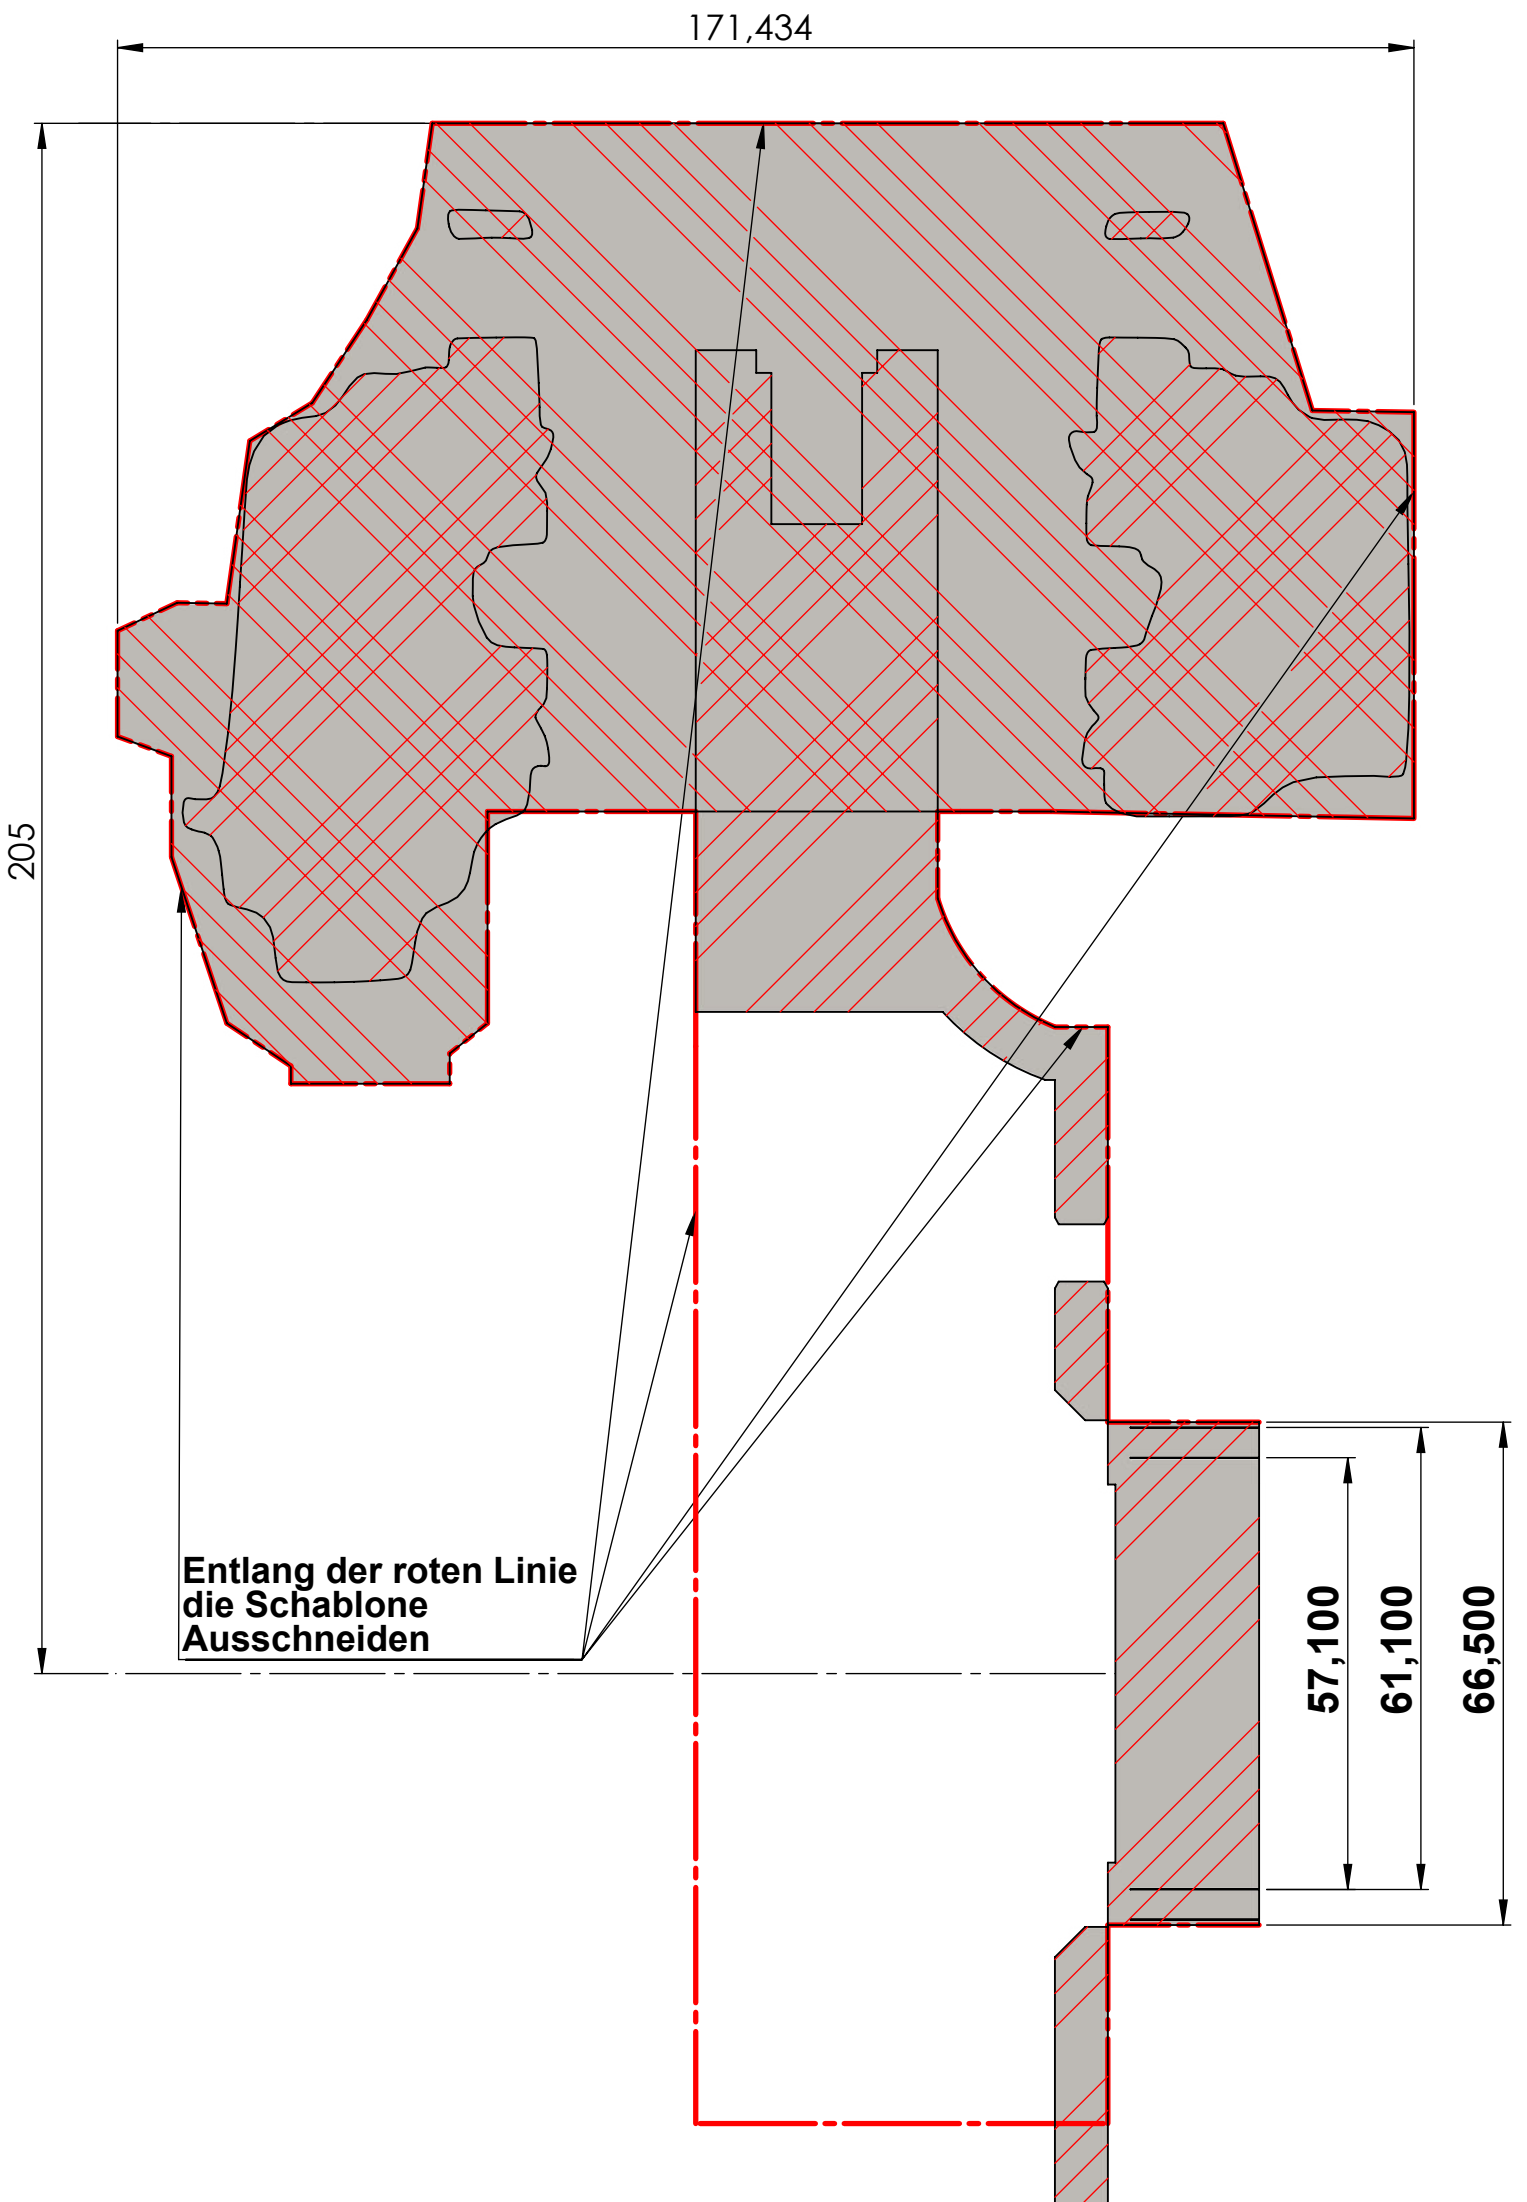 171,434
205
Entlang der roten Linie
die Schablone
Ausschneiden
57,100
61,100
66,500